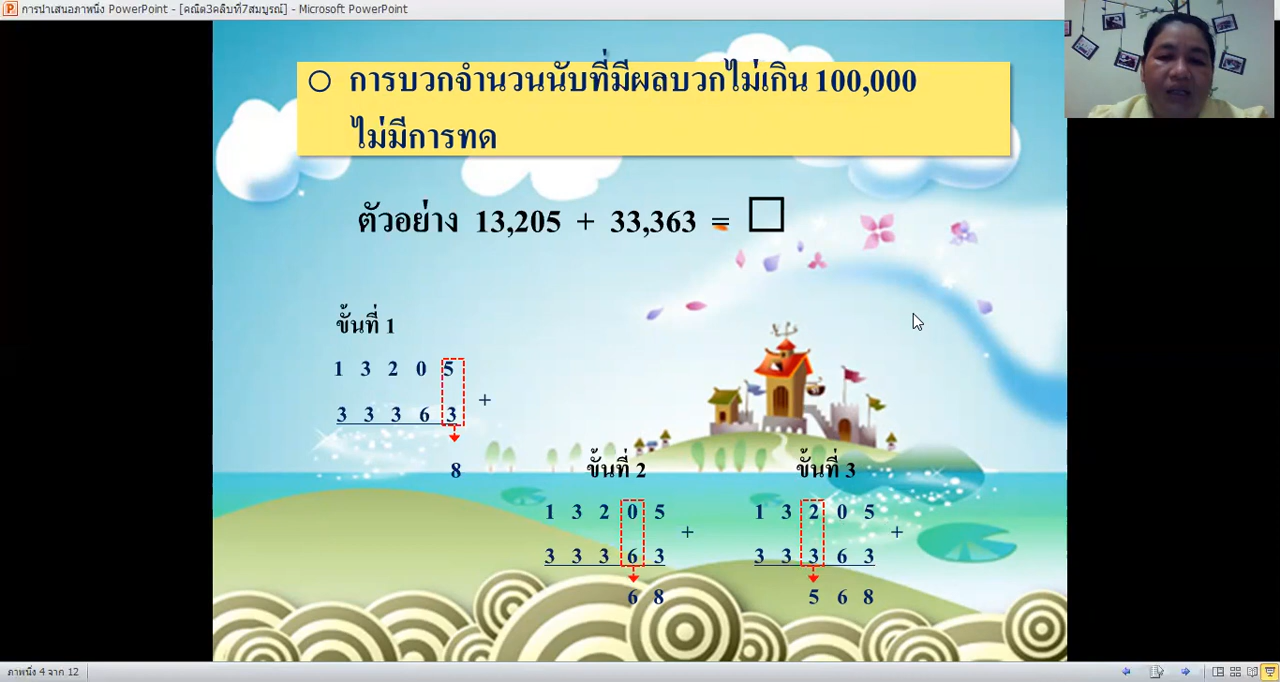 การนำเสนอภาพนิ่ง PowerPoint - [คณิต3คลิบที่7สมบูรณ์] - Microsoft PowerPoint
การบวกจำนวนนับที่มีผลบวกไม่เกิน 100,000
ไม่มีการทด
ตัวอย่าง 13,205 + 33,363 = □
ขั้นที่ 1
1 3 2 0 5
+
3 3 3 6 3
8
ขั้นที่ 2
1 3 2 0 5
+
3 3 3 6 3
6 8
ขั้นที่ 3
1 3 2 0 5
+
3 3 3 6 3
5 6 8
ภาพนิ่ง 4 จาก 12